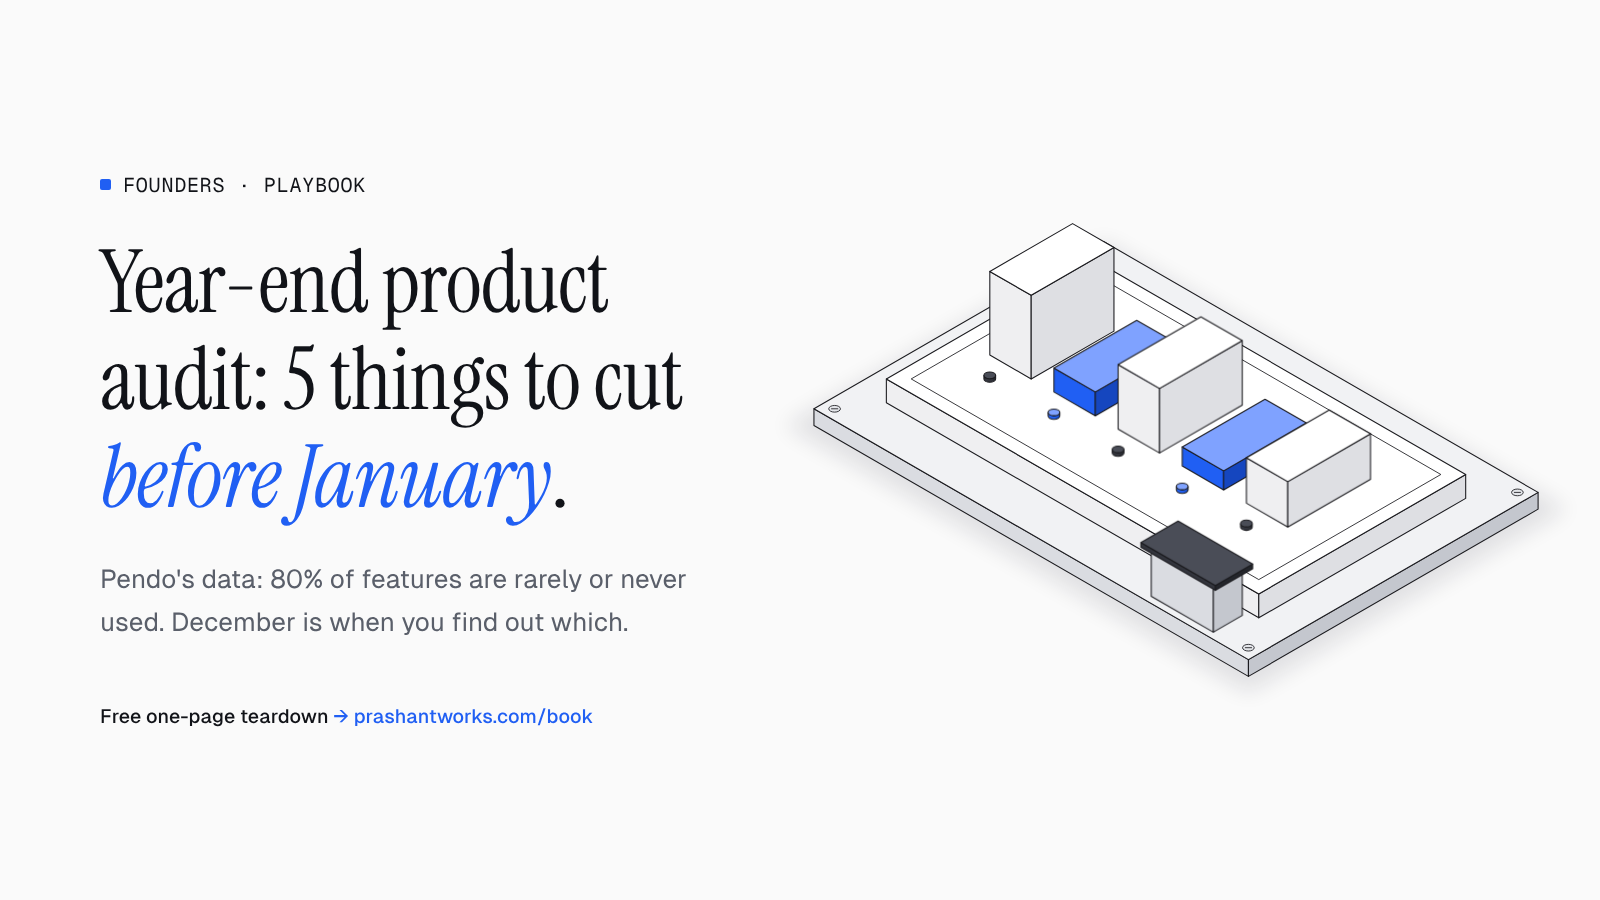 FOUNDERS · PLAYBOOK
Year-end product
audit: 5 things to cut
before January.
Pendo's data: 80% of features are rarely or never
used. December is when you find out which.
Free one-page teardown → prashantworks.com/book